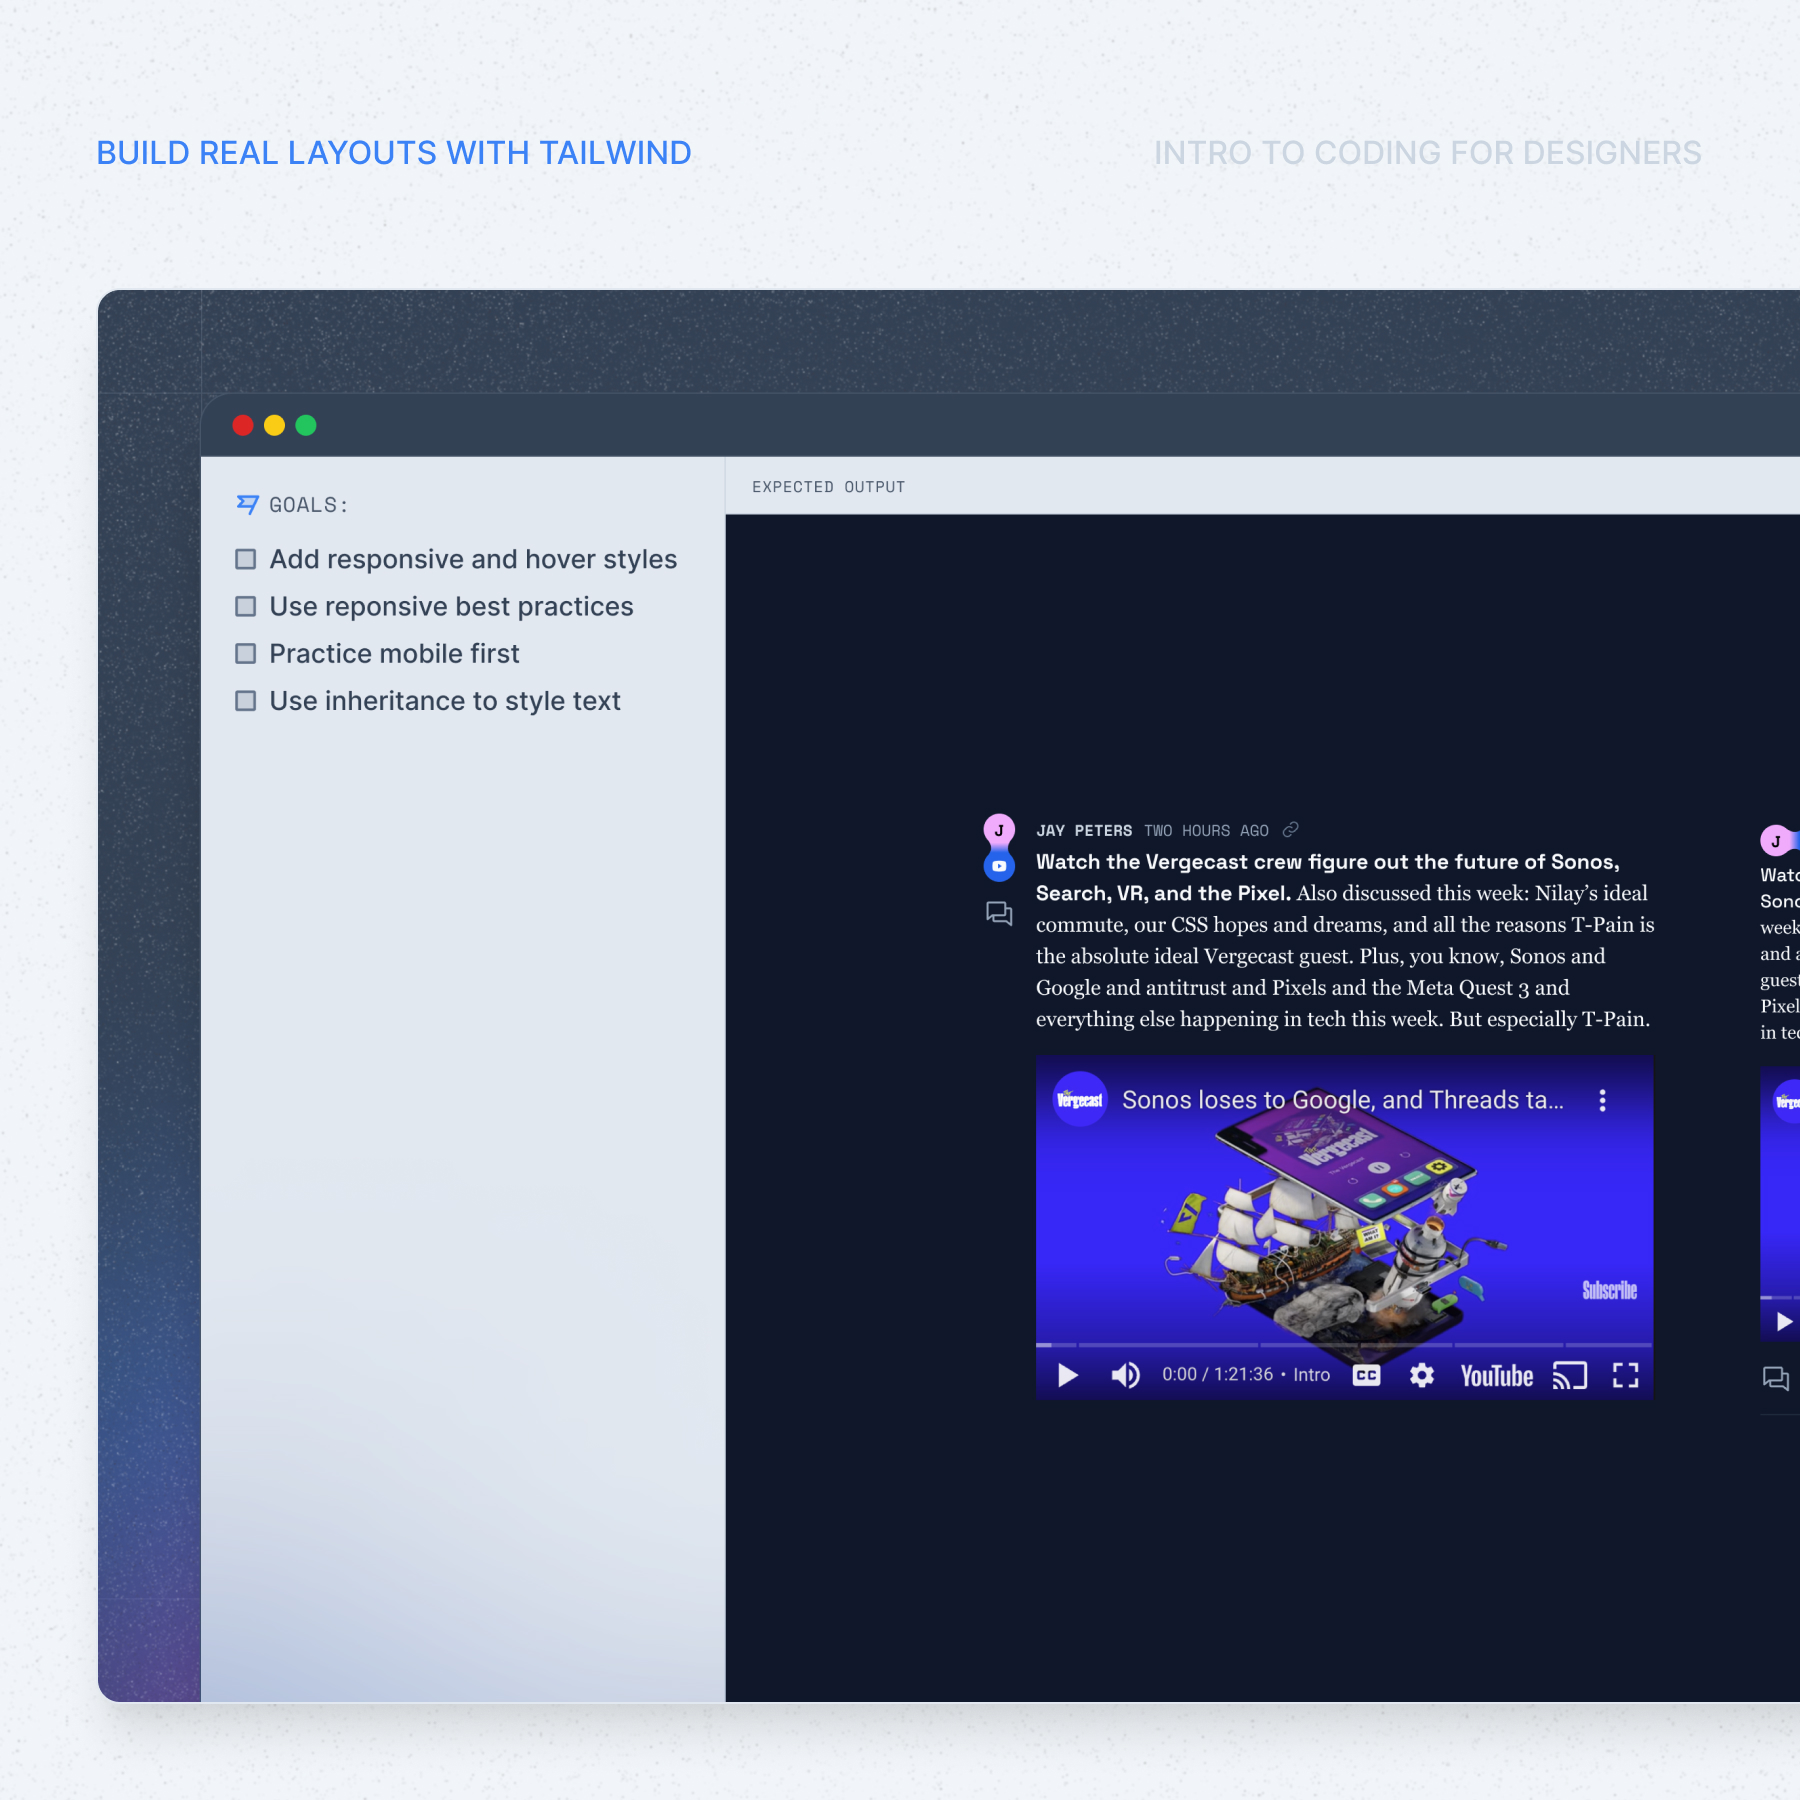 BUILD REAL LAYOUTS WITH TAILWIND
INTRO TO CODING FOR DESIGNERS
GOALS:
Add responsive and hover styles
Use reponsive best practices
Practice mobile first
Use inheritance to style text
EXPECTED OUTPUT
J
JAY PETERS TWO HOURS AGO
Watch the Vergecast crew figure out the future of Sonos,
Search, VR, and the Pixel. Also discussed this week: Nilay’s ideal
commute, our CSS hopes and dreams, and all the reasons T-Pain is
the absolute ideal Vergecast guest. Plus, you know, Sonos and
Google and antitrust and Pixels and the Meta Quest 3 and
everything else happening in tech this week. But especially T-Pain.
Vergecast
Sonos loses to Google, and Threads ta...
Vergecast
Subscribe
0:00 / 1:21:36 • Intro
CC
YouTube
J
Sono
week
and a
guest
Pixel
in tec